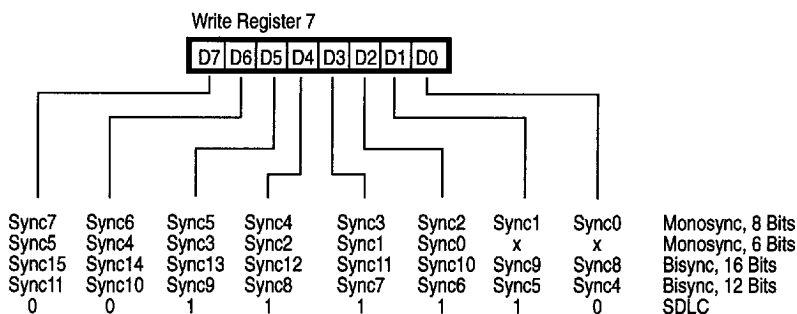 Write Register 7
D7 D6 D5 D4 D3 D2 D1 D0
Sync7 Sync6 Sync5 Sync4 Sync3 Sync2 Sync1 Sync0 Monosync, 8 Bits
Sync5 Sync4 Sync3 Sync2 Sync1 Sync0 x x Monosync, 6 Bits
Sync15 Sync14 Sync13 Sync12 Sync11 Sync10 Sync9 Sync8 Bisync, 16 Bits
Sync11 Sync10 Sync9 Sync8 Sync7 Sync6 Sync5 Sync4 Bisync, 12 Bits
0 0 1 1 1 1 1 0 SDLC